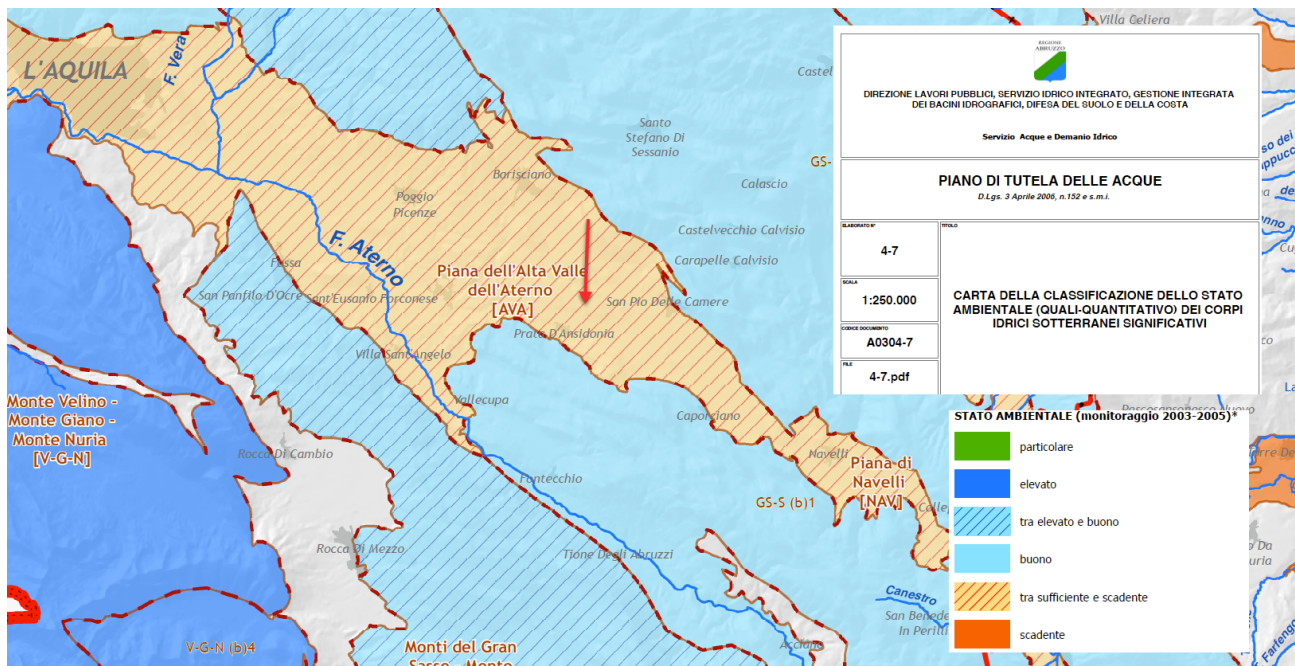 L'AQUILA
F. Vera
Barisciano
Santo
Stefano Di
Sessanio
Villa Celiera
Calascio
Poggio
Picenze
F. Aterno
Castelvecchio Calvisio
Carapelle Calvisio
Fossa
San Panfilo D'Ocre
Sant'Eusanio Forconese
Piana dell'Alta Valle
dell'Aterno
[AVA]
San Pio Delle Camere
Prata D'Ansidonia
Villa Sant'Angelo
Vallecupa
Caporciano
Monte Velino -
Monte Giano -
Monte Nuria
[V-G-N]
Rocca Di Cambio
Fontecchio
Navelli
Piana di
Navelli
[NAV]
GS-S (b)1
Rocca Di Mezzo
Tione Degli Abruzzi
Canestro
San Benede
In Perilli
Acciano
V-G-N (b)4
Monti del Gran
Sasso - Monte
Castel
GS-
REGIONE
ABRUZZO
DIREZIONE LAVORI PUBBLICI, SERVIZIO IDRICO INTEGRATO, GESTIONE INTEGRATA
DEI BACINI IDROGRAFICI, DIFESA DEL SUOLO E DELLA COSTA
Servizio Acque e Demanio Idrico
PIANO DI TUTELA DELLE ACQUE
D.Lgs. 3 Aprile 2006, n.152 e s.m.i.
ELABORATO N°
4-7
SCALA
1:250.000
CODICE DOCUMENTO
A0304-7
FILE
4-7.pdf
TITOLO
CARTA DELLA CLASSIFICAZIONE DELLO STATO
AMBIENTALE (QUALI-QUANTITATIVO) DEI CORPI
IDRICI SOTTERRANEI SIGNIFICATIVI
STATO AMBIENTALE (monitoraggio 2003-2005)*
particolare
elevato
tra elevato e buono
buono
tra sufficiente e scadente
scadente